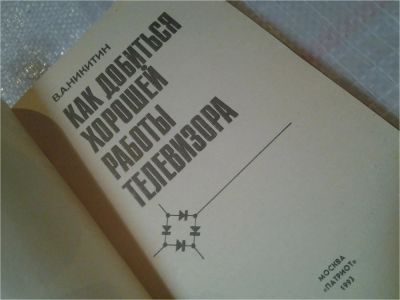 В.А.НИКИТИН
КАК ДОБИТЬСЯ
ХОРОШЕЙ
РАБОТЫ
ТЕЛЕВИЗОРА
МОСКВА
«ПАТРИОТ»
1993